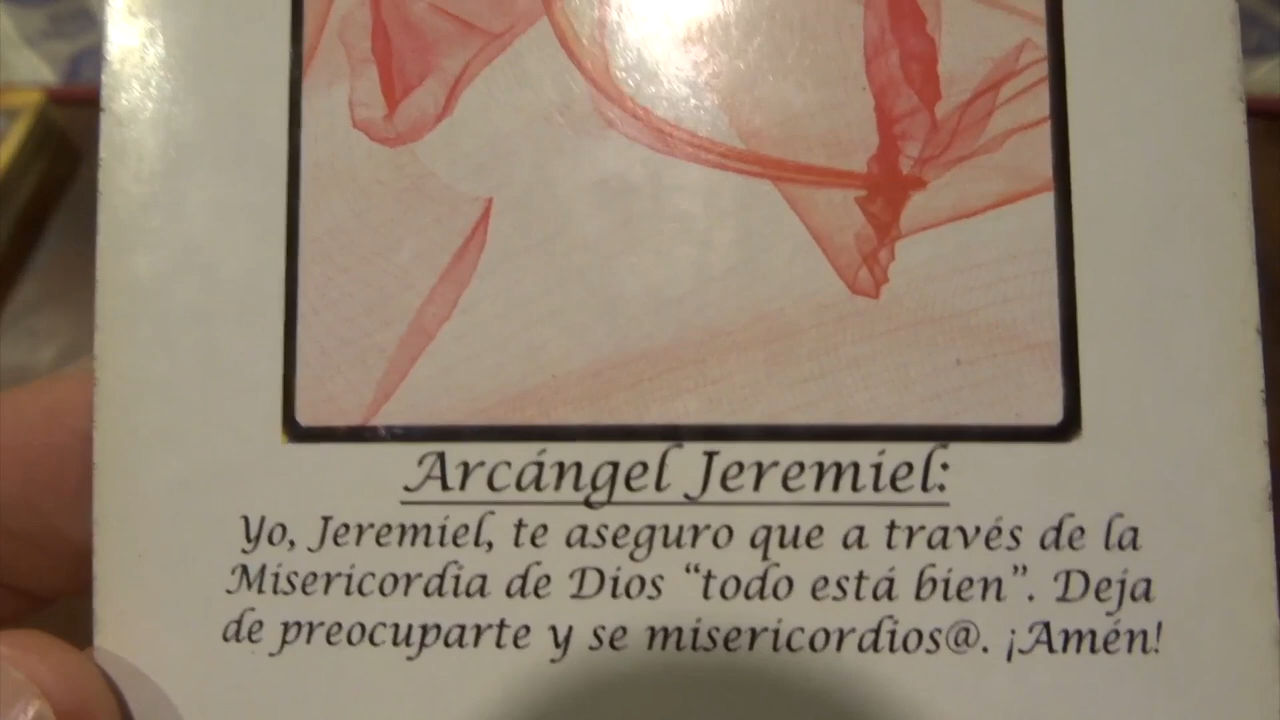 Arcángel Jeremiel:
Yo, Jeremiel, te aseguro que a través de la
Misericordia de Dios “todo está bien”. Deja
de preocuparte y se misericordios@. ¡Amén!